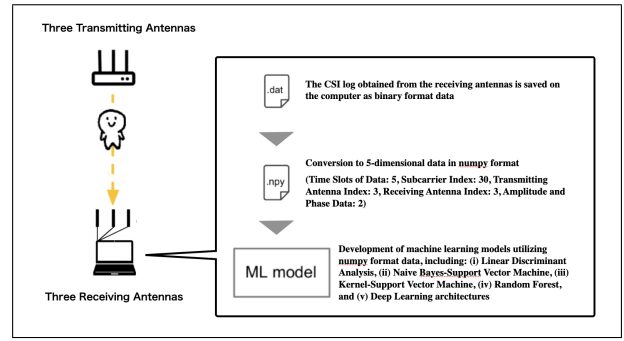 Three Transmitting Antennas
.dat
The CSI log obtained from the receiving antennas is saved on
the computer as binary format data
.npy
Conversion to 5-dimensional data in numpy format
(Time Slots of Data: 5, Subcarrier Index: 30, Transmitting
Antenna Index: 3, Receiving Antenna Index: 3, Amplitude and
Phase Data: 2)
ML model
Development of machine learning models utilizing
numpy format data, including: (i) Linear Discriminant
Analysis, (ii) Naive Bayes-Support Vector Machine, (iii)
Kernel-Support Vector Machine, (iv) Random Forest,
and (v) Deep Learning architectures
Three Receiving Antennas